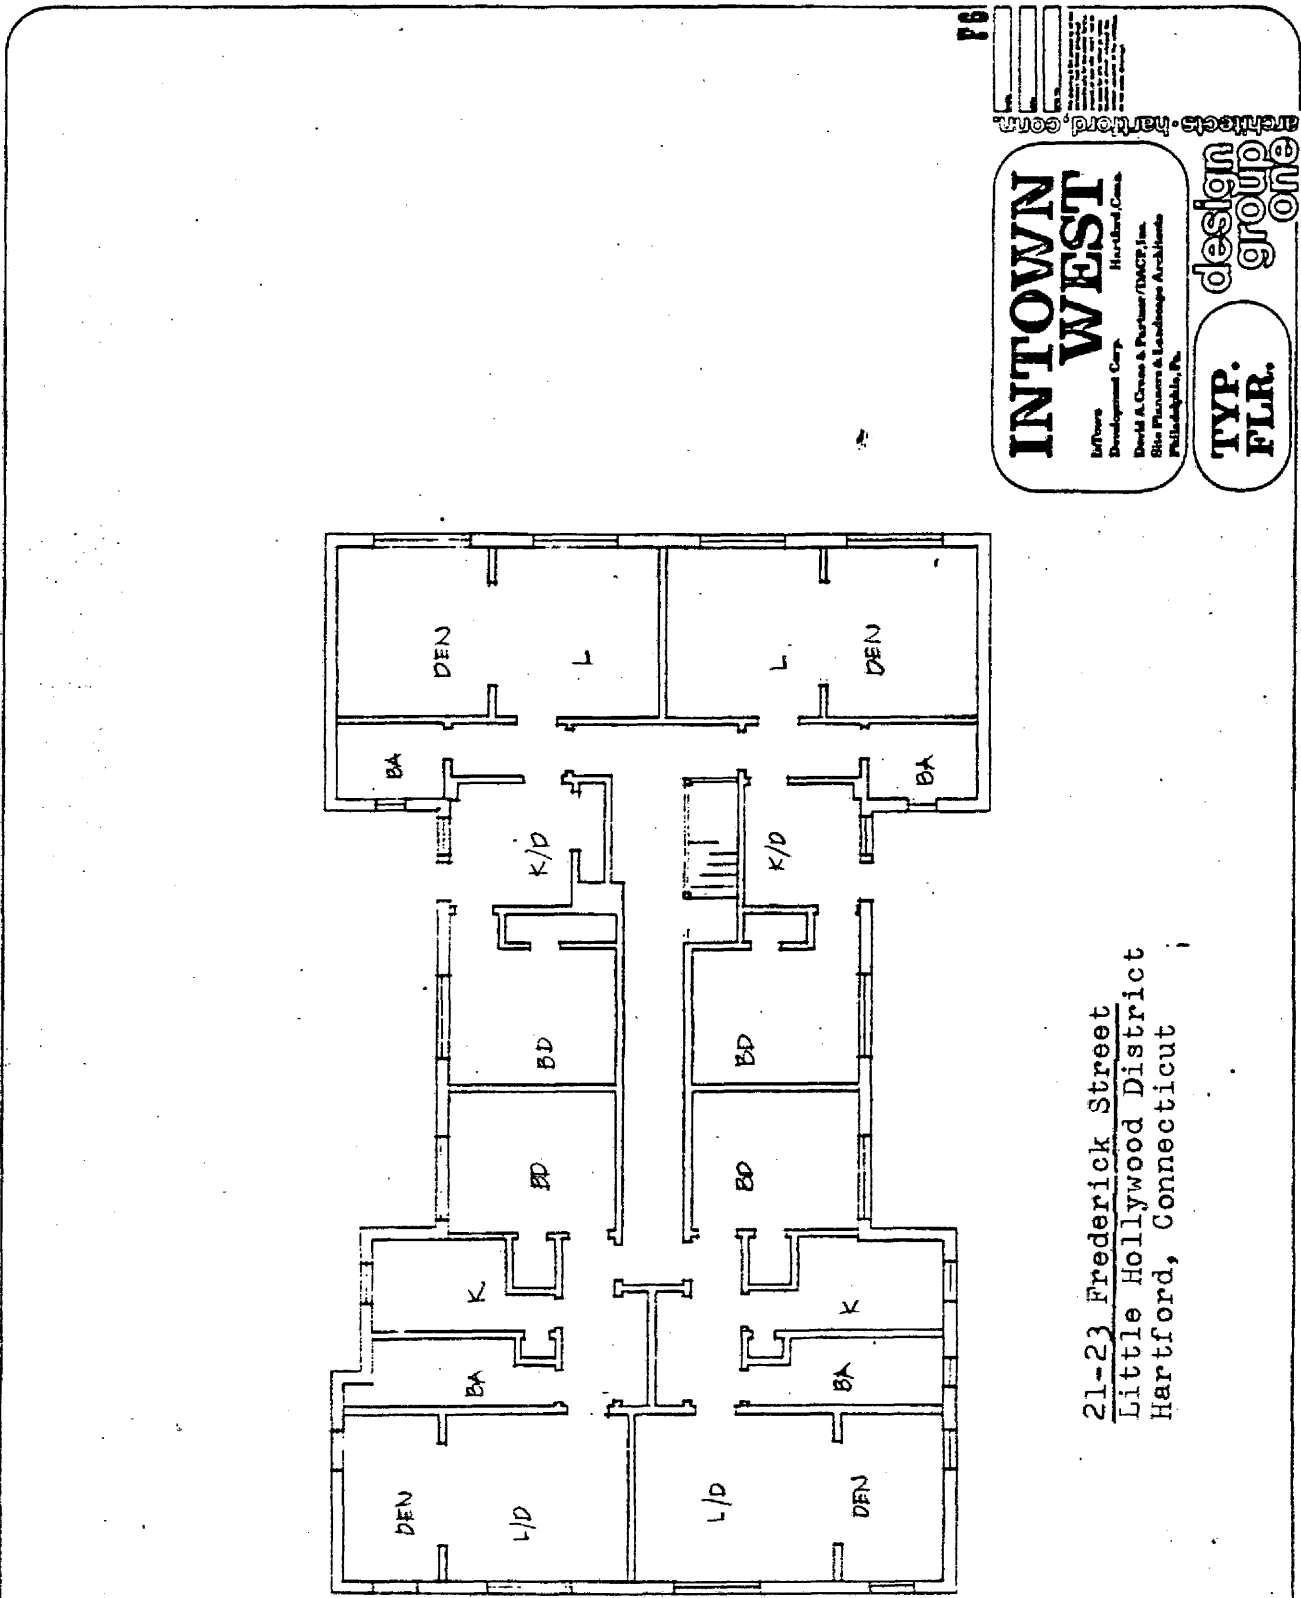 INTOWN
WEST
InTown
Development Corp. Hartford, Conn.
David A. Crane & Partner/DACP, Inc.
Site Planners & Landscape Architects
Philadelphia, Pa.
TYP.
FLR.
design
group
one
architects · hartford, conn.
DEN
L
L
DEN
BA
BA
K/D
K/D
BD
BD
BD
BD
K
K
BA
BA
DEN
L/D
L/D
DEN
21-23 Frederick Street
Little Hollywood District
Hartford, Connecticut